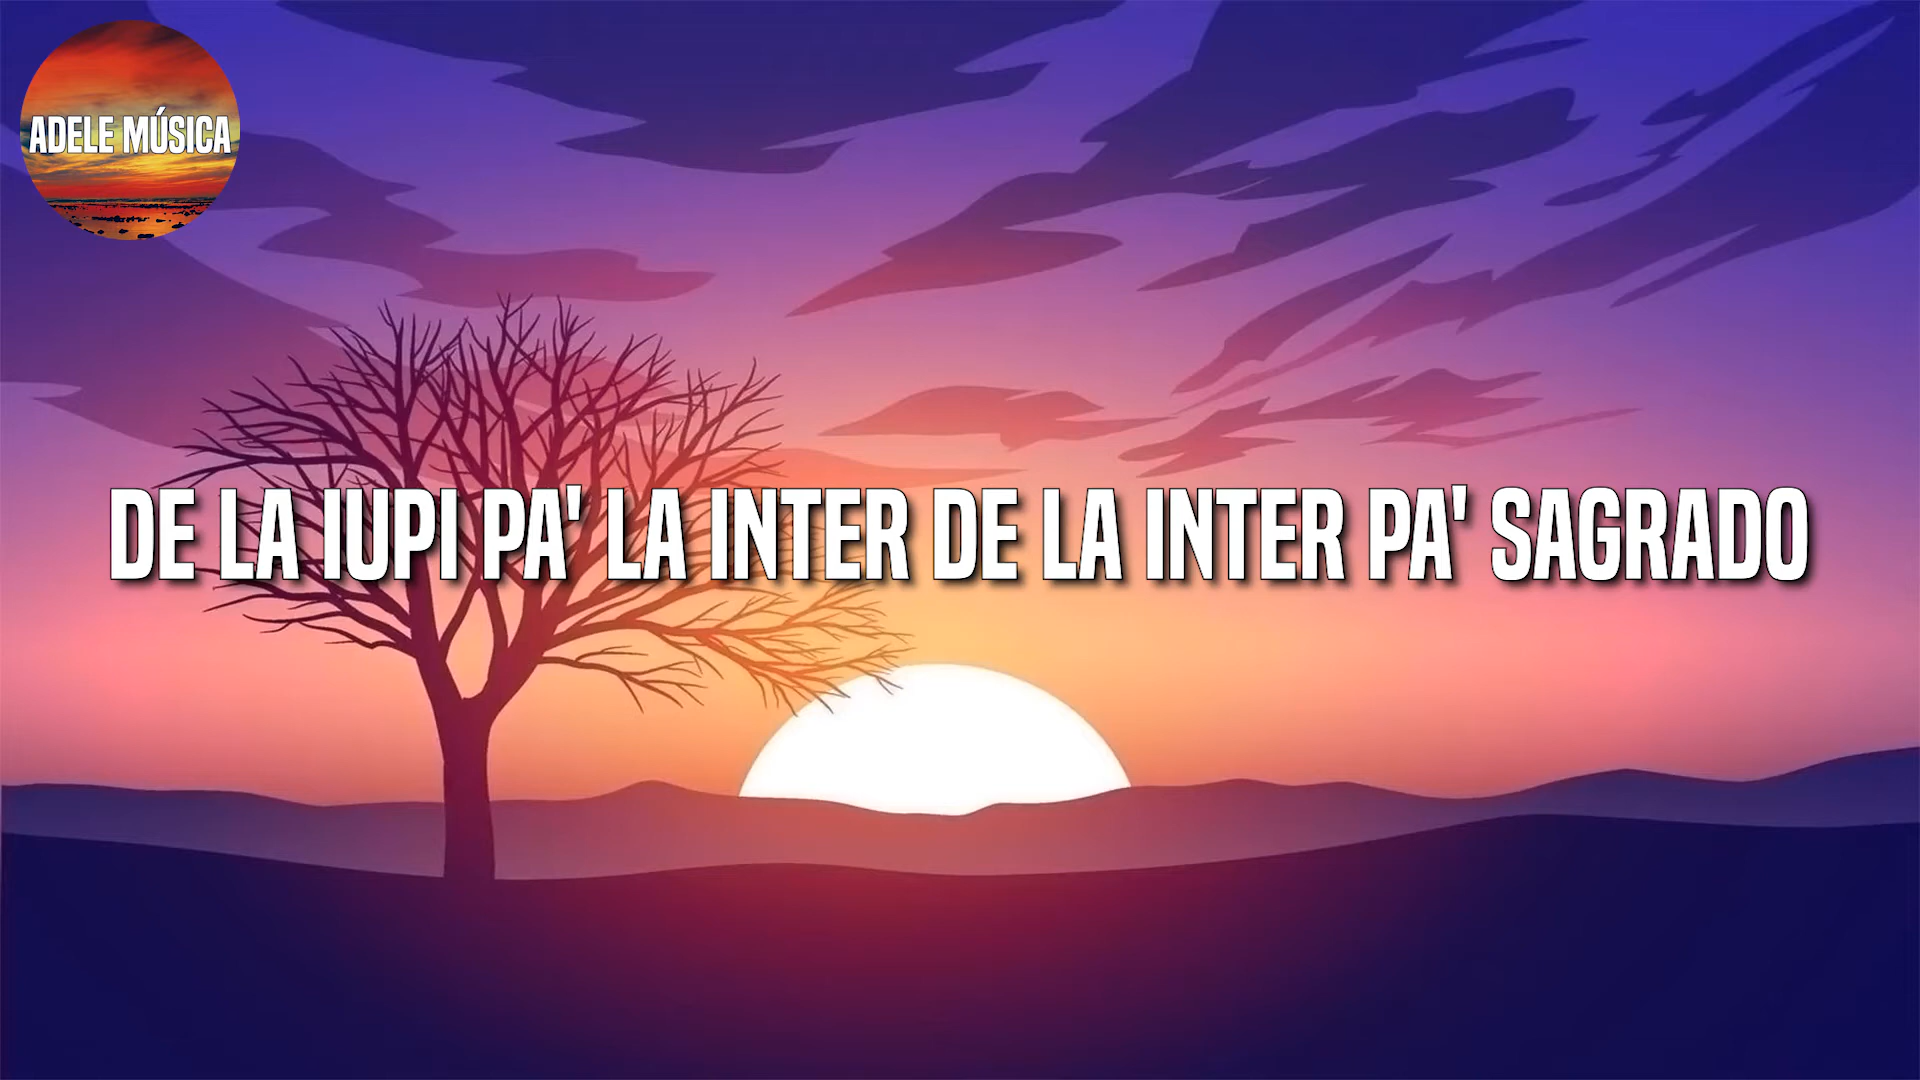 ADELE MÚSICA
DE LA IUPI PA' LA INTER DE LA INTER PA' SAGRADO